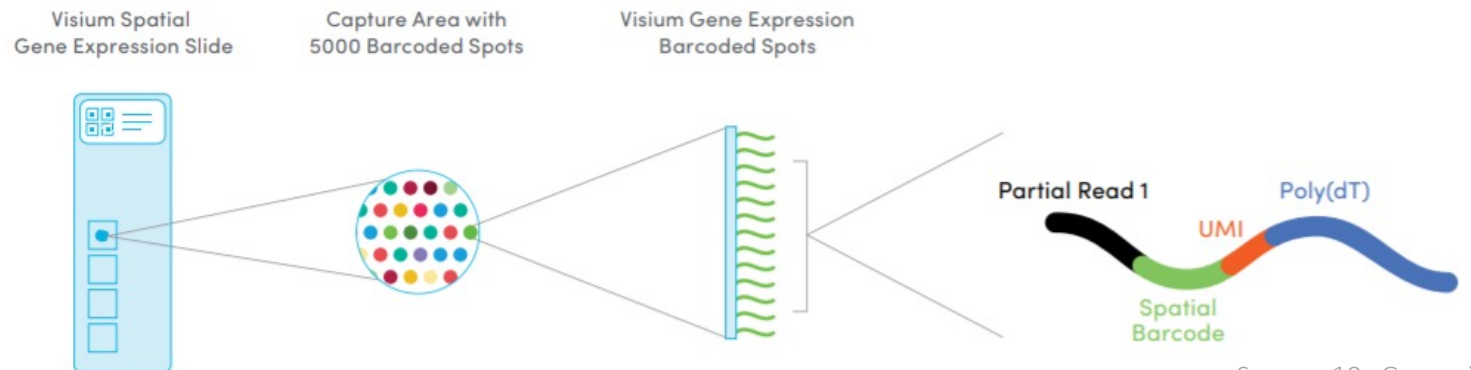 Visium Spatial
Gene Expression Slide
Capture Area with
5000 Barcoded Spots
Visium Gene Expression
Barcoded Spots
Partial Read 1
Poly(dT)
UMI
Spatial
Barcode